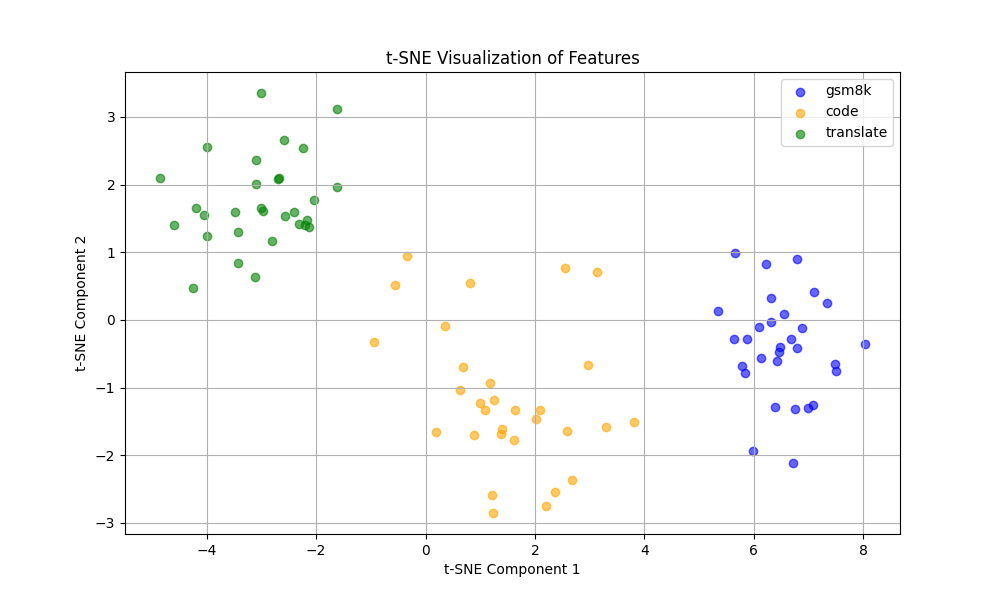 t-SNE Visualization of Features
gsm8k
code
translate
t-SNE Component 2
3
2
1
0
−1
−2
−3
−4
−2
0
2
4
6
8
t-SNE Component 1